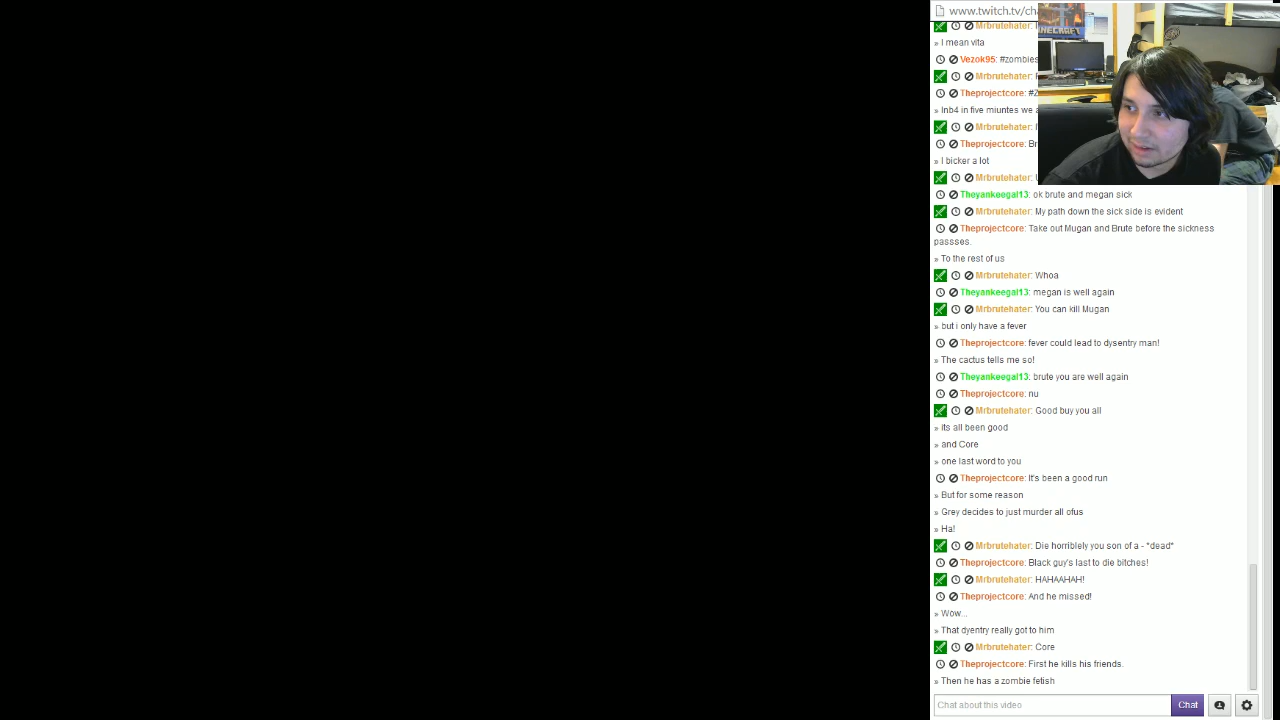 www.twitch.tv/ch
MINECRAFT
Mrbrutehater:
» I mean vita
Vezok95: #zombies
Mrbrutehater:
Theprojectcore:
» Inb4 in five miuntes we
Mrbrutehater:
Theprojectcore: Br
» I bicker a lot
Mrbrutehater:
Theyankeegal13: ok brute and megan sick
Mrbrutehater: My path down the sick side is evident
Theprojectcore: Take out Mugan and Brute before the sickness
passses.
» To the rest of us
Mrbrutehater: Whoa
Theyankeegal13: megan is well again
Mrbrutehater: You can kill Mugan
» but i only have a fever
Theprojectcore: fever could lead to dysentry man!
» The cactus tells me so!
Theyankeegal13: brute you are well again
Theprojectcore: nu
Mrbrutehater: Good buy you all
» its all been good
» and Core
» one last word to you
Theprojectcore: It's been a good run
» But for some reason
» Grey decides to just murder all ofus
» Ha!
Mrbrutehater: Die horriblely you son of a - *dead*
Theprojectcore: Black guy's last to die bitches!
Mrbrutehater: HAHAAHAH!
Theprojectcore: And he missed!
» Wow...
» That dyentry really got to him
Mrbrutehater: Core
Theprojectcore: First he kills his friends.
» Then he has a zombie fetish
Chat about this video
Chat